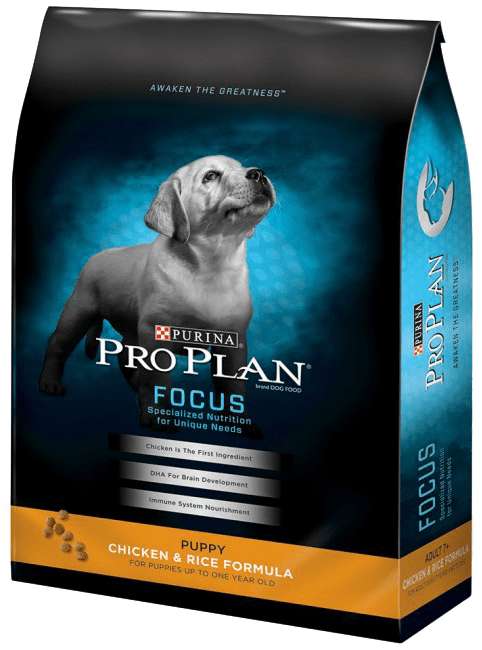 AWAKEN THE GREATNESS™
PURINA®
PRO PLAN®
brand DOG FOOD
FOCUS
Specialized Nutrition
for Unique Needs
Chicken Is The First Ingredient
DHA For Brain Development
Immune System Nourishment
PUPPY
CHICKEN & RICE FORMULA
FOR PUPPIES UP TO ONE YEAR OLD
PURINA
PRO PLAN
AWAKEN THE GREATNESS
FOCUS
Specialized Nutrition
for Unique Needs
ADULT 7+
CHICKEN & RICE FORMULA